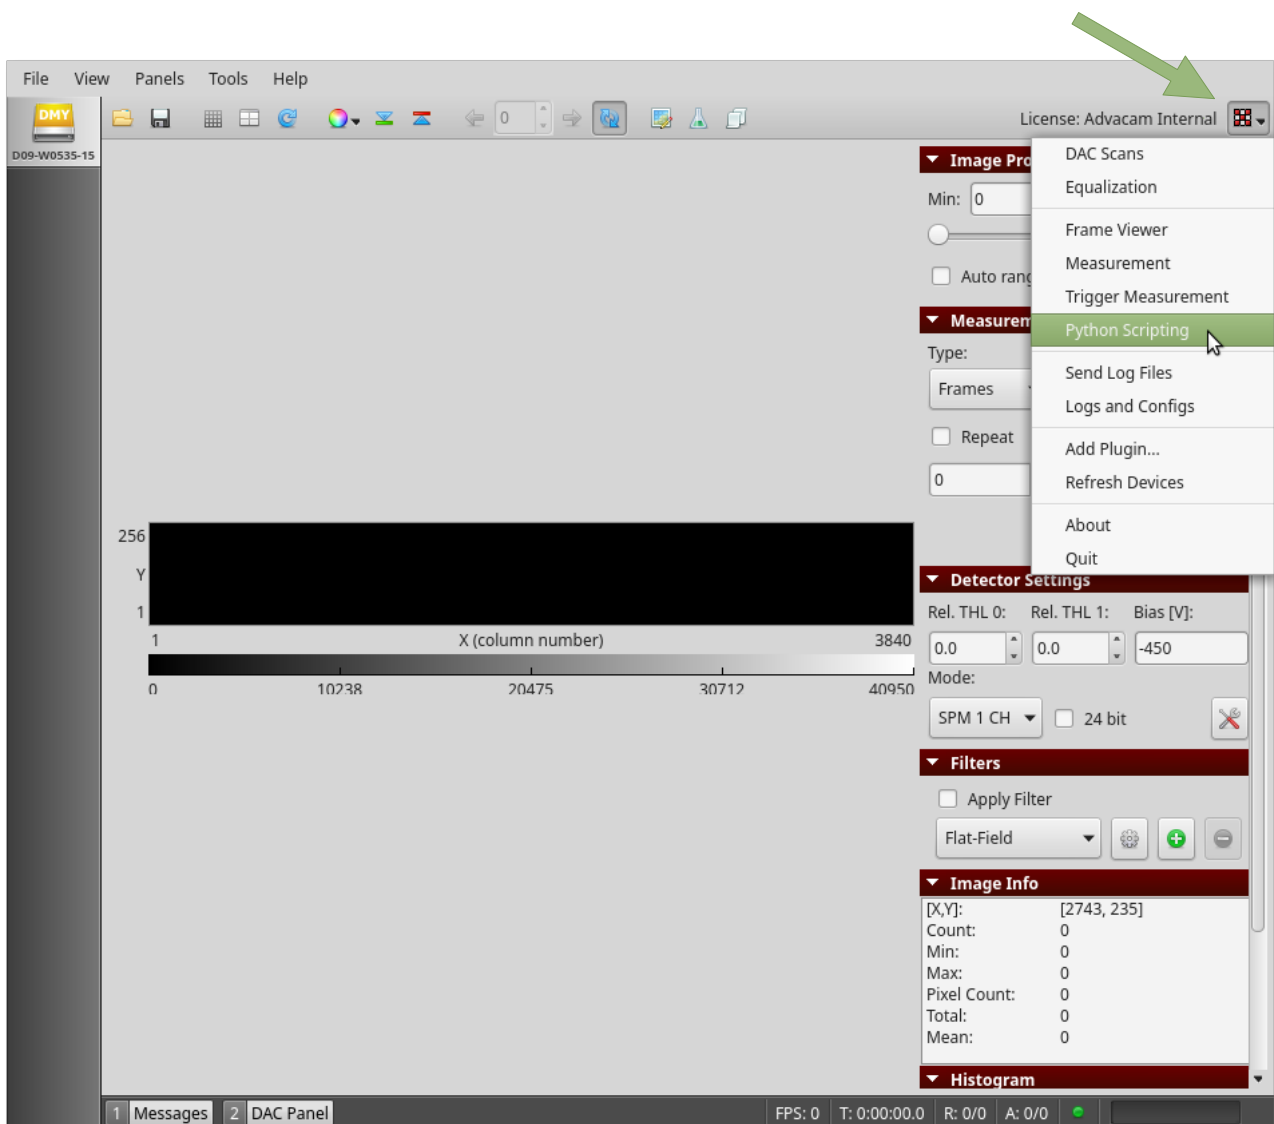 File View Panels Tools Help
DMY
D09-W0535-15
0
License: Advacam Internal
DAC Scans
Equalization
Frame Viewer
Measurement
Trigger Measurement
Python Scripting
Send Log Files
Logs and Configs
Add Plugin...
Refresh Devices
About
Quit
Image Pro
Min: 0
Auto rang
Measurem
Type:
Frames
Repeat
0
256
Y
1
1 X (column number) 3840
0 10238 20475 30712 40950
Detector Settings
Rel. THL 0: Rel. THL 1: Bias [V]:
0.0 0.0 -450
Mode:
SPM 1 CH 24 bit
Filters
Apply Filter
Flat-Field
Image Info
[X,Y]: [2743, 235]
Count: 0
Min: 0
Max: 0
Pixel Count: 0
Total: 0
Mean: 0
Histogram
1 Messages 2 DAC Panel FPS: 0 T: 0:00:00.0 R: 0/0 A: 0/0